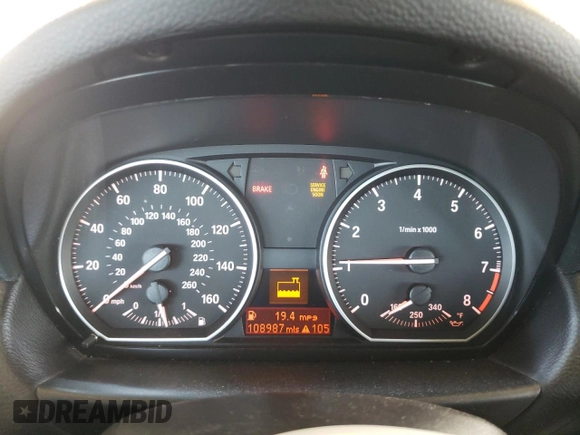 BRAKE
SERVICE ENGINE SOON
0 20 40 60 80 100 120 140 160
mph
20 40 60 80 100 120 140 160 180 200 220 240 260
km/h
0 1/2 1
0 1 2 3 4 5 6 7 8
1/min x 1000
160 250 340 °F
19.4 mpg
108987 mls 105
DREAMBID